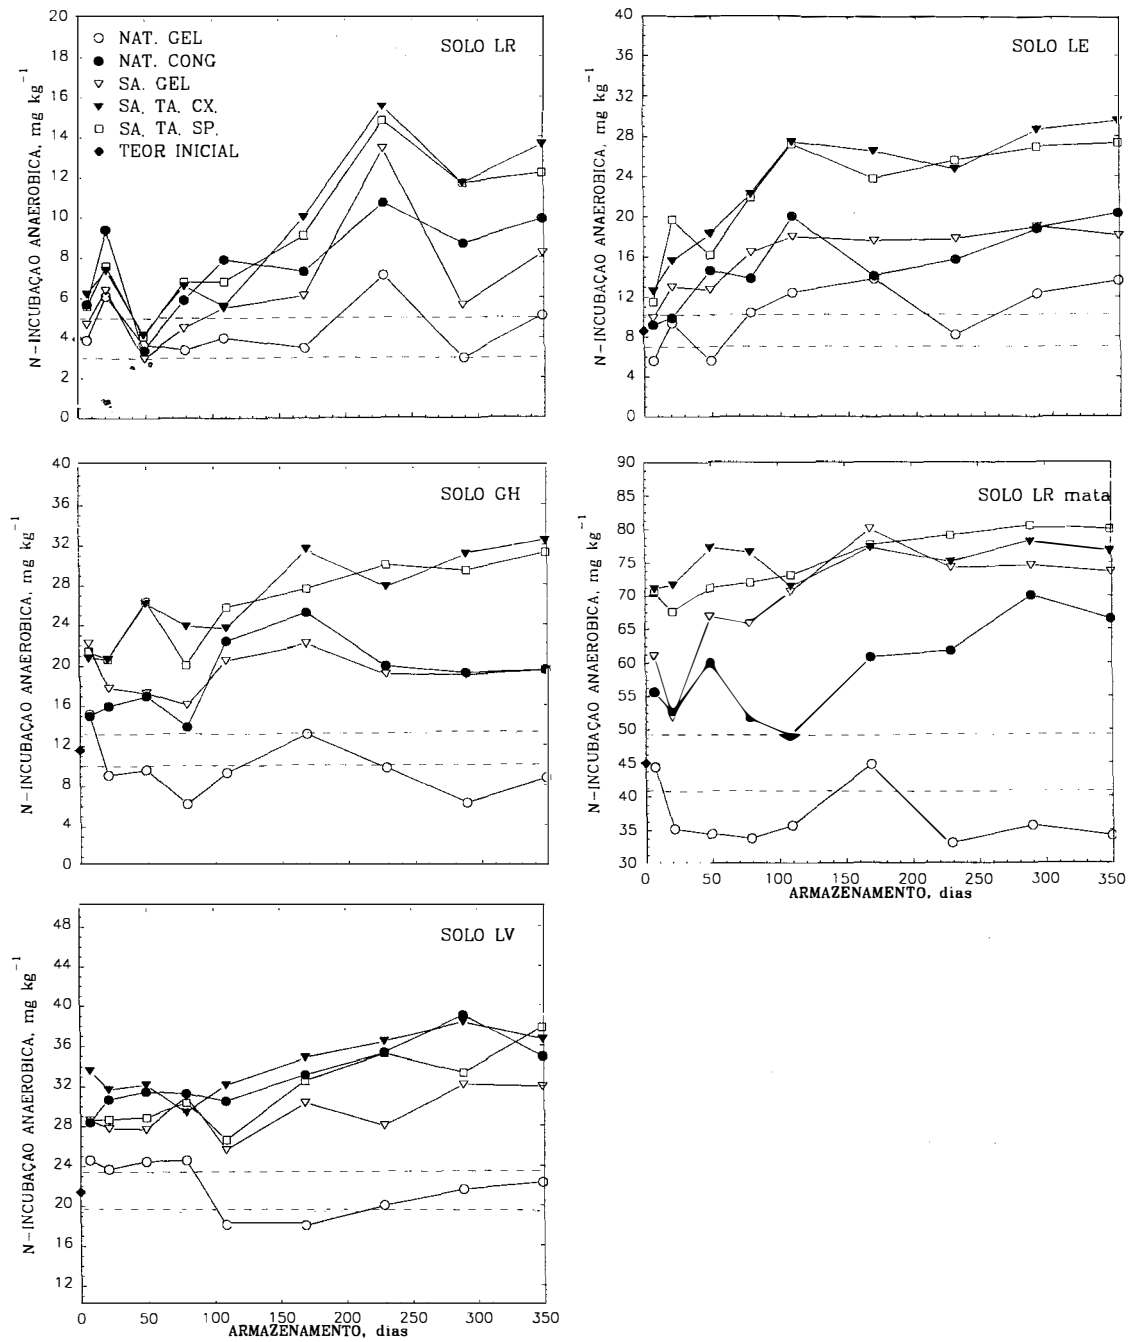 SOLO LR
20
18
16
14
12
10
8
6
4
2
0
N-INCUBAÇAO ANAEROBICA, mg kg⁻¹
NAT. GEL
NAT. CONG
SA. GEL
SA. TA. CX.
SA. TA. SP.
TEOR INICIAL
SOLO LE
40
36
32
28
24
20
16
12
8
4
0
N-INCUBAÇAO ANAEROBICA, mg kg⁻¹
SOLO GH
40
36
32
28
24
20
16
12
8
4
0
N-INCUBAÇAO ANAEROBICA, mg kg⁻¹
SOLO LR mata
90
85
80
75
70
65
60
55
50
45
40
35
30
N-INCUBAÇAO ANAEROBICA, mg kg⁻¹
0 50 100 150 200 250 300 350
ARMAZENAMENTO, dias
SOLO LV
48
44
40
36
32
28
24
20
16
12
N-INCUBAÇAO ANAEROBICA, mg kg⁻¹
0 50 100 150 200 250 300 350
ARMAZENAMENTO, dias